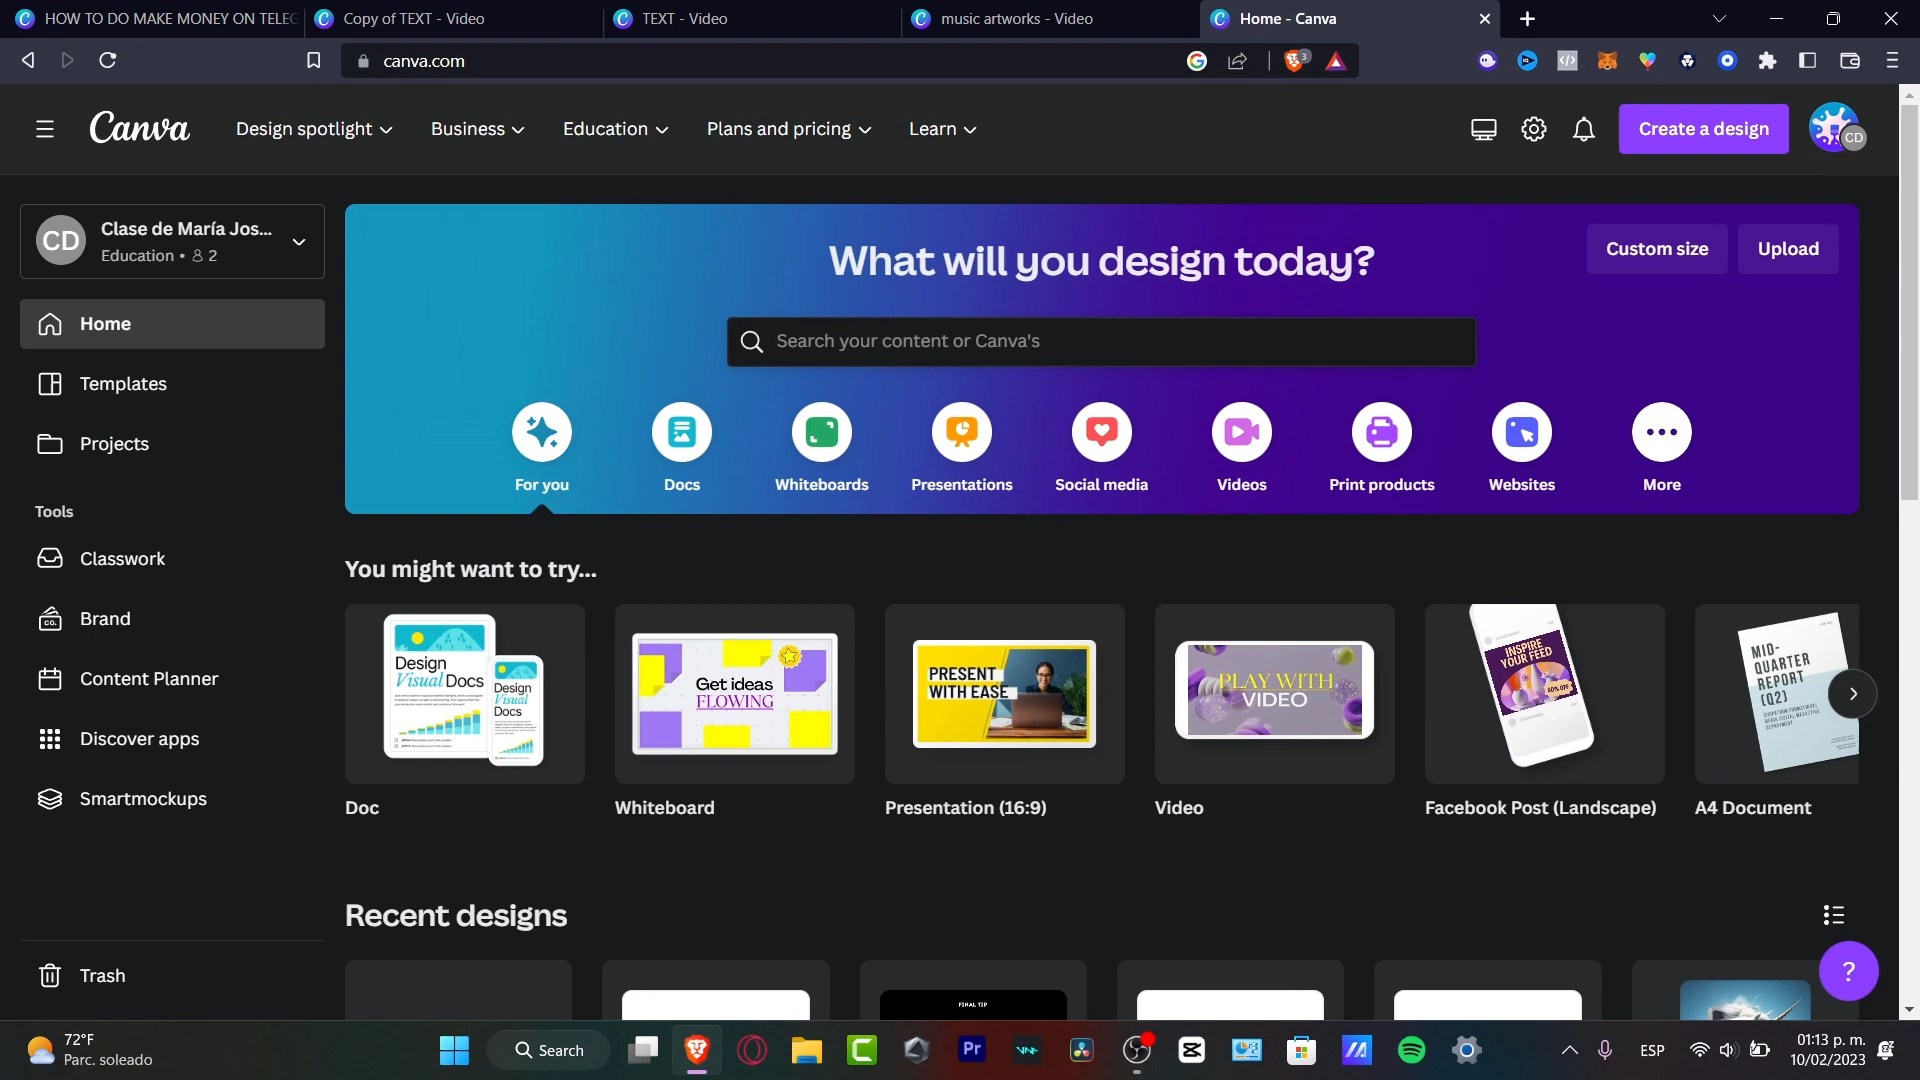 HOW TO DO MAKE MONEY ON TELEG
Copy of TEXT - Video
TEXT - Video
music artworks - Video
Home - Canva
canva.com
3
Canva
Design spotlight
Business
Education
Plans and pricing
Learn
Create a design
CD
CD
Clase de María Jos...
Education • 2
Home
Templates
Projects
Tools
Classwork
Brand
Content Planner
Discover apps
Smartmockups
Trash
What will you design today?
Custom size
Upload
Search your content or Canva's
For you
Docs
Whiteboards
Presentations
Social media
Videos
Print products
Websites
More
You might want to try...
Design
Visual Docs
Design
Visual
Docs
Get ideas
FLOWING
PRESENT
WITH EASE
PLAY WITH
VIDEO
INSPIRE
YOUR FEED
MID-
QUARTER
REPORT
(Q2)
Doc
Whiteboard
Presentation (16:9)
Video
Facebook Post (Landscape)
A4 Document
Recent designs
FINAL TIP
?
72°F
Parc. soleado
Search
Pr
ESP
01:13 p. m.
10/02/2023